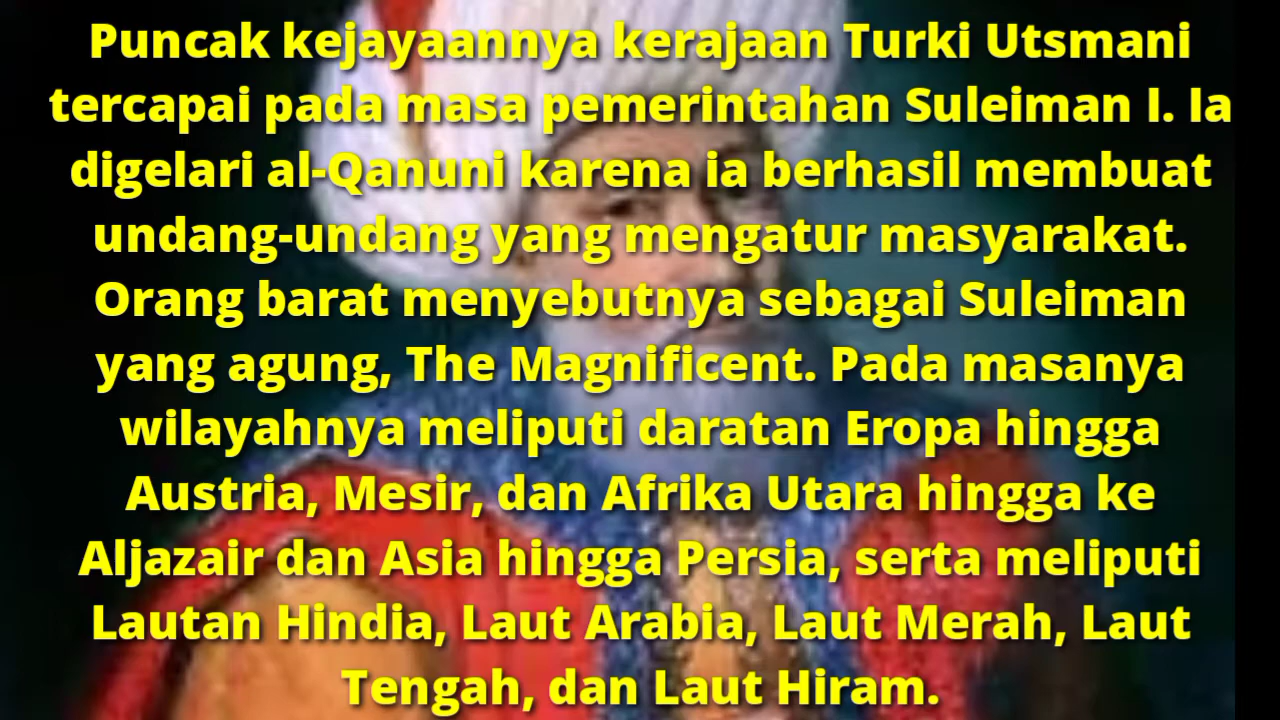 Puncak kejayaannya kerajaan Turki Utsmani
tercapai pada masa pemerintahan Suleiman I. Ia
digelari al-Qanuni karena ia berhasil membuat
undang-undang yang mengatur masyarakat.
Orang barat menyebutnya sebagai Suleiman
yang agung, The Magnificent. Pada masanya
wilayahnya meliputi daratan Eropa hingga
Austria, Mesir, dan Afrika Utara hingga ke
Aljazair dan Asia hingga Persia, serta meliputi
Lautan Hindia, Laut Arabia, Laut Merah, Laut
Tengah, dan Laut Hiram.